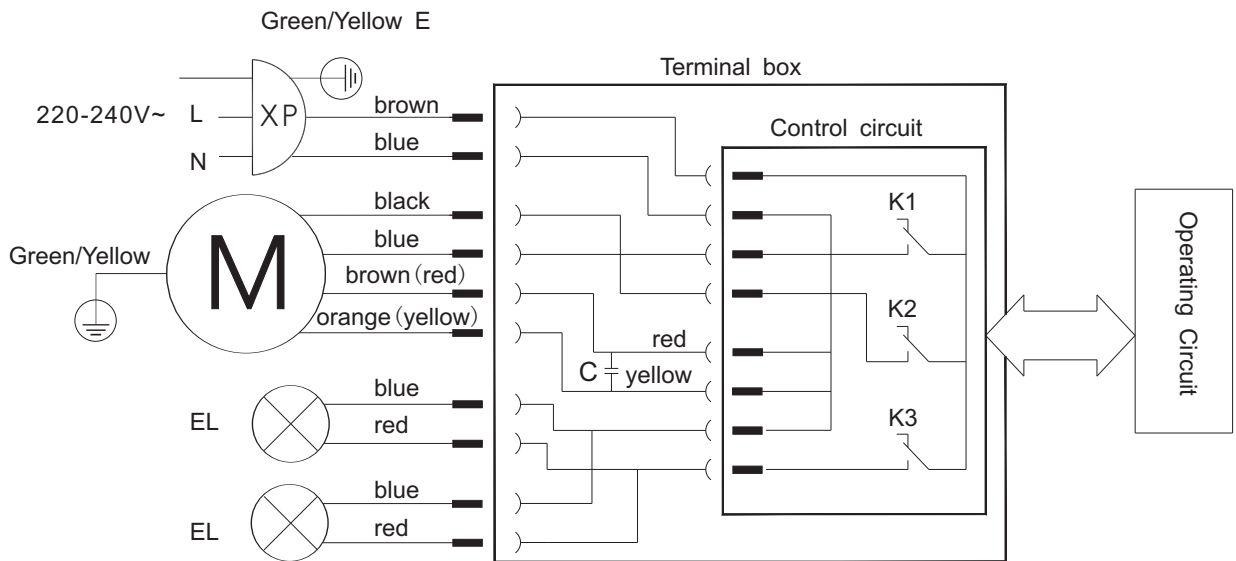 Green/Yellow E
Terminal box
220-240V~ L XP brown
Control circuit
N blue
black K1
Green/Yellow M blue
brown(red)
orange(yellow) K2
red
C yellow
Operating Circuit
EL blue
red K3
EL blue
red